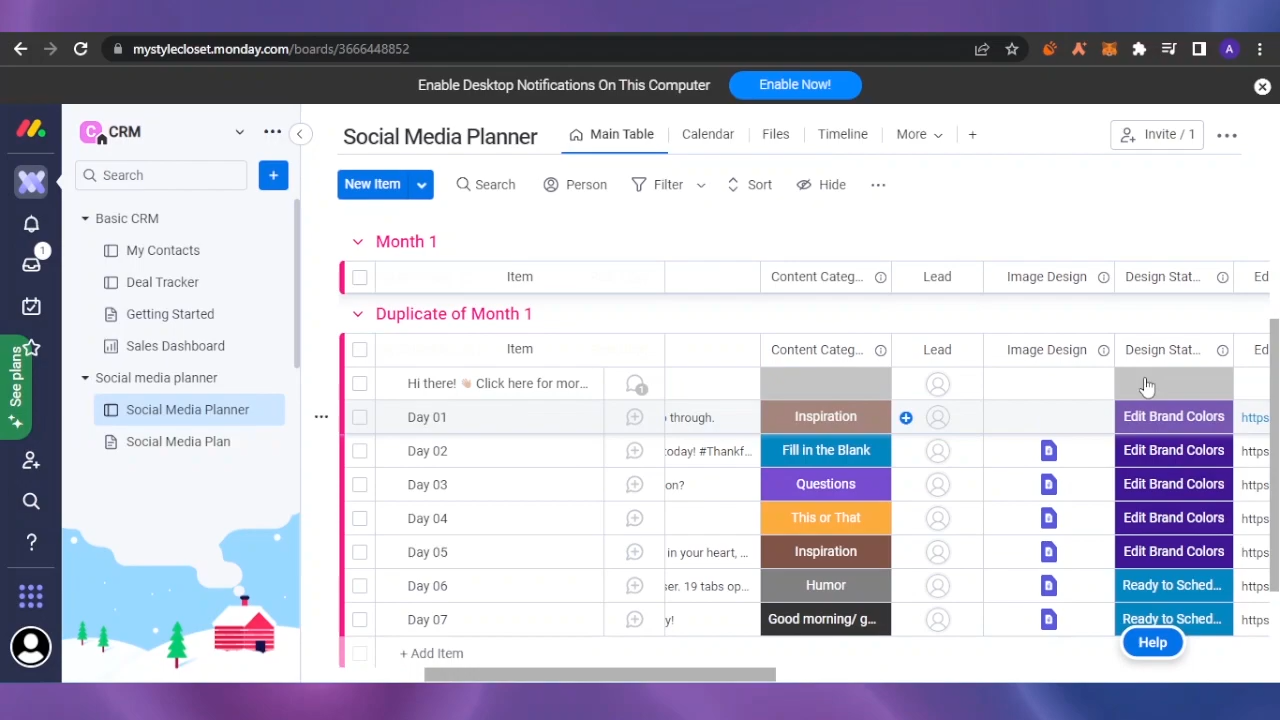 mystylecloset.monday.com/boards/3666448852
A
Enable Desktop Notifications On This Computer
Enable Now!
CRM
Search
+
Basic CRM
My Contacts
Deal Tracker
Getting Started
Sales Dashboard
Social media planner
Social Media Planner
Social Media Plan
1
See plans
?
Social Media Planner
Main Table
Calendar
Files
Timeline
More
+
Invite / 1
New Item
Search
Person
Filter
Sort
Hide
Month 1
Item
Content Categ...
Lead
Image Design
Design Stat...
Ed
Duplicate of Month 1
Item
Content Categ...
Lead
Image Design
Design Stat...
Ed
Hi there! 👋🏼 Click here for mor...
1
Day 01
through.
Inspiration
Edit Brand Colors
https
Day 02
today! #Thankf...
Fill in the Blank
Edit Brand Colors
https
Day 03
on?
Questions
Edit Brand Colors
https
Day 04
This or That
Edit Brand Colors
https
Day 05
in your heart, ...
Inspiration
Edit Brand Colors
https
Day 06
ser. 19 tabs op...
Humor
Ready to Sched...
https
Day 07
y!
Good morning/ g...
Ready to Sched...
https
+ Add Item
Help